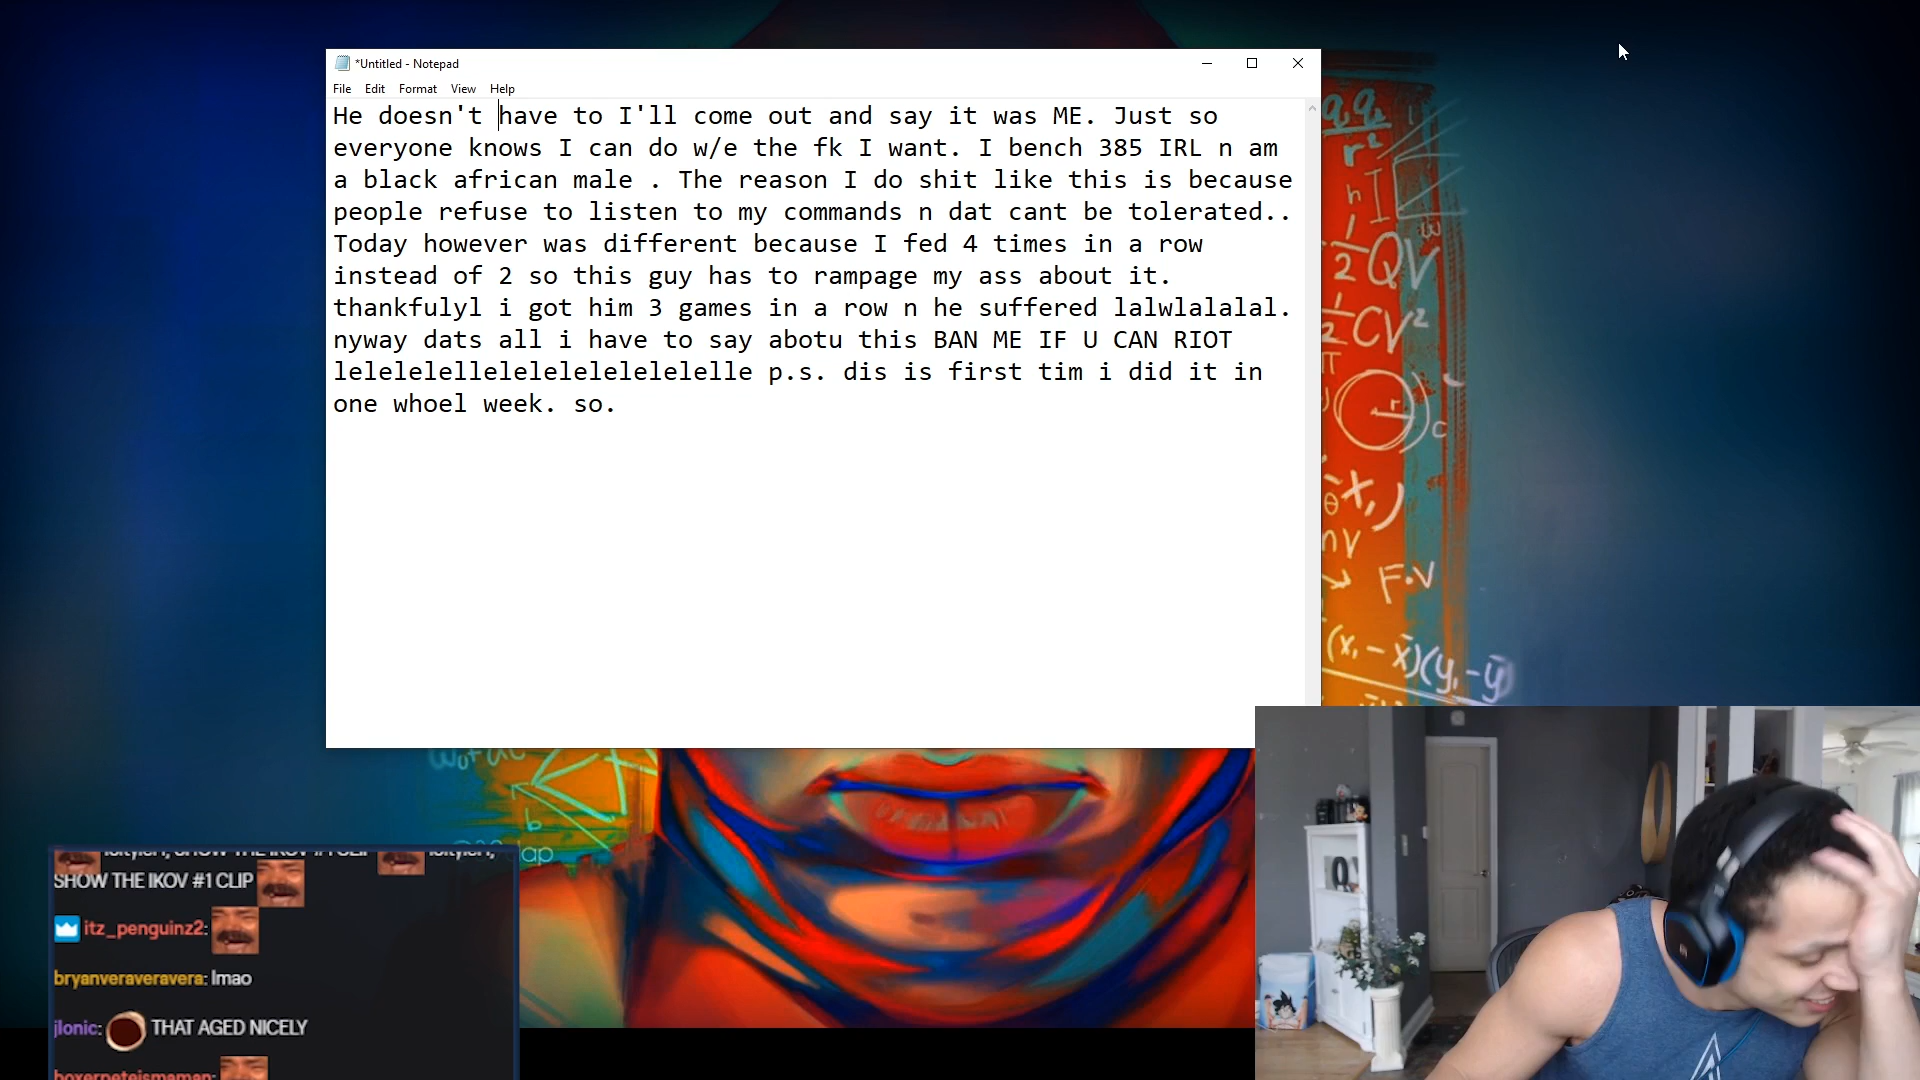 *Untitled - Notepad
File Edit Format View Help
He doesn't have to I'll come out and say it was ME. Just so
everyone knows I can do w/e the fk I want. I bench 385 IRL n am
a black african male . The reason I do shit like this is because
people refuse to listen to my commands n dat cant be tolerated..
Today however was different because I fed 4 times in a row
instead of 2 so this guy has to rampage my ass about it.
thankfulyl i got him 3 games in a row n he suffered lalwlalalal.
nyway dats all i have to say abotu this BAN ME IF U CAN RIOT
lelelelellelelelelelelelelle p.s. dis is first tim i did it in
one whoel week. so.
1/2 QV
1/2 CV²
r
c
F·V
b
SHOW THE IKOV #1 CLIP
itz_penguinz2:
bryanveraveravera: lmao
jlonic: THAT AGED NICELY